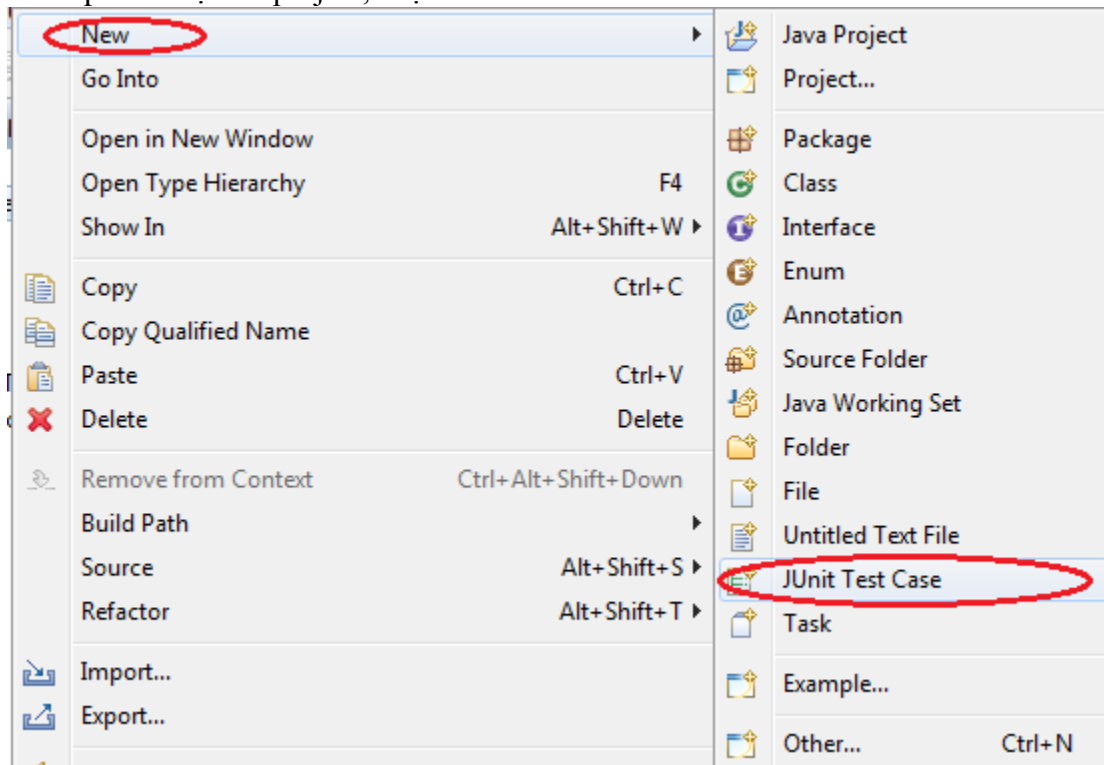 New
Go Into
Open in New Window
Open Type Hierarchy F4
Show In Alt+Shift+W
Copy Ctrl+C
Copy Qualified Name
Paste Ctrl+V
Delete Delete
Remove from Context Ctrl+Alt+Shift+Down
Build Path
Source Alt+Shift+S
Refactor Alt+Shift+T
Import...
Export...
Java Project
Project...
Package
Class
Interface
Enum
Annotation
Source Folder
Java Working Set
Folder
File
Untitled Text File
JUnit Test Case
Task
Example...
Other... Ctrl+N